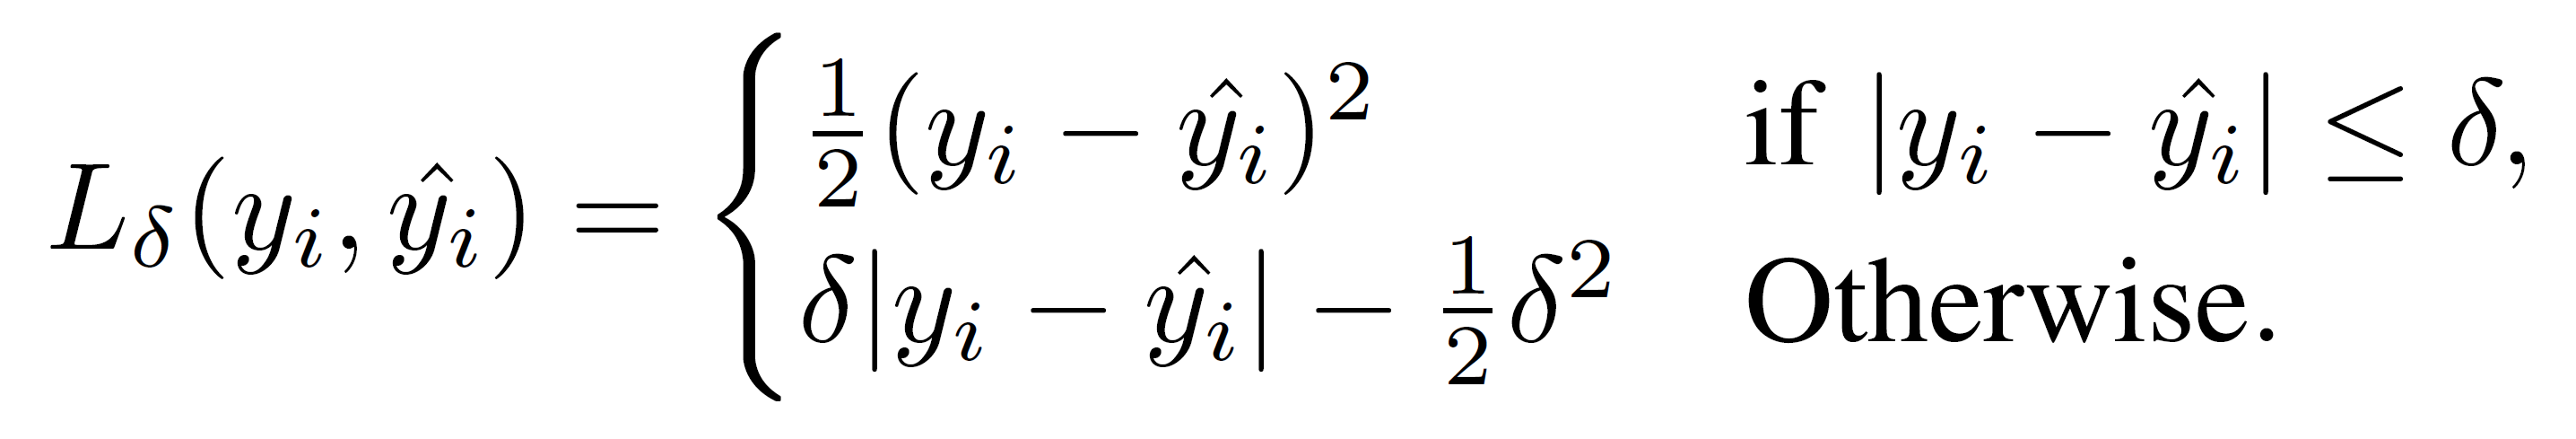 L_δ(y_i, ŷ_i) = { ½(y_i − ŷ_i)² if |y_i − ŷ_i| ≤ δ,
δ|y_i − ŷ_i| − ½δ² Otherwise.